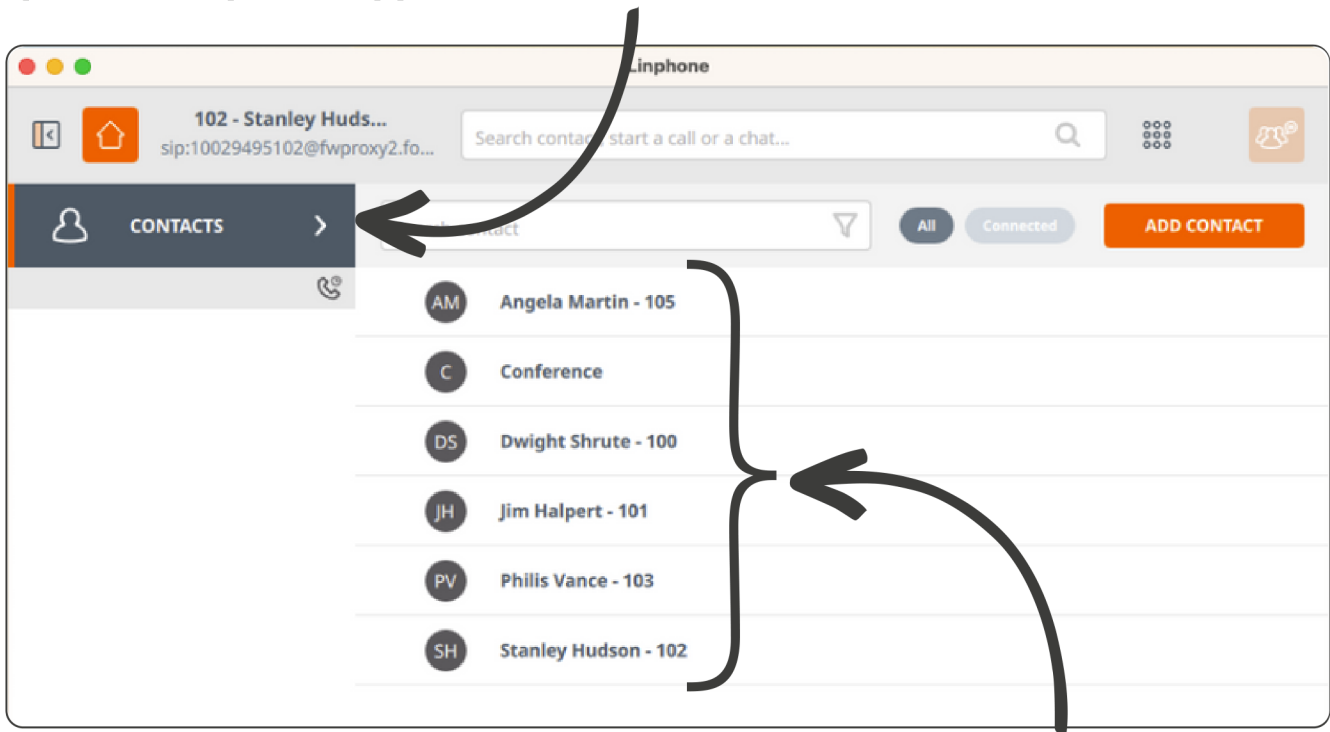 Linphone
102 - Stanley Huds...
sip:10029495102@fwproxy2.fo...
Search contact, start a call or a chat...
CONTACTS
All
Connected
ADD CONTACT
AM
Angela Martin - 105
C
Conference
DS
Dwight Shrute - 100
JH
Jim Halpert - 101
PV
Philis Vance - 103
SH
Stanley Hudson - 102